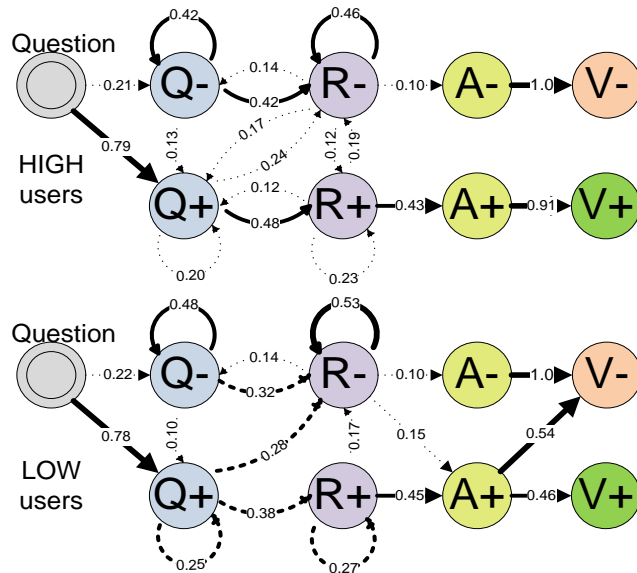 0.42
0.46
Question
0.14
0.21
Q-
R-
0.10
A-
1.0
V-
0.42
0.17
0.79
0.13
0.24
0.12
0.19
HIGH
users
0.12
Q+
R+
0.43
A+
0.91
V+
0.48
0.20
0.23
0.48
0.53
Question
0.14
0.22
Q-
R-
0.10
A-
1.0
V-
0.32
0.78
0.10
0.28
0.17
0.15
0.54
LOW
users
Q+
R+
0.45
A+
0.46
V+
0.38
0.25
0.27